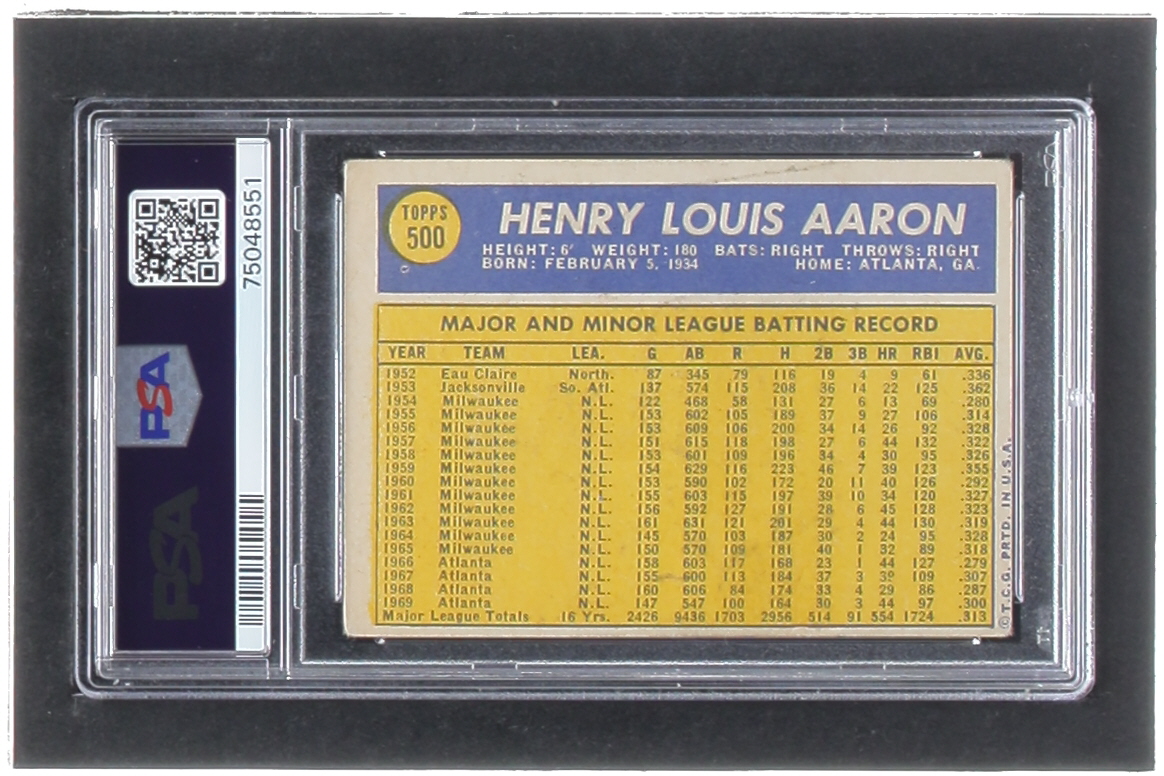 75048551
PSA
PSA
TOPPS
500
HENRY LOUIS AARON
HEIGHT: 6' WEIGHT: 180 BATS: RIGHT THROWS: RIGHT
BORN: FEBRUARY 5, 1934 HOME: ATLANTA, GA.
MAJOR AND MINOR LEAGUE BATTING RECORD
YEAR TEAM LEA. G AB R H 2B 3B HR RBI AVG.
1952 Eau Claire North. 87 345 79 116 19 4 9 61 .336
1953 Jacksonville So. Atl. 137 574 115 208 36 14 22 125 .362
1954 Milwaukee N.L. 122 468 58 131 27 6 13 69 .280
1955 Milwaukee N.L. 153 602 105 189 37 9 27 106 .314
1956 Milwaukee N.L. 153 609 106 200 34 14 26 92 .328
1957 Milwaukee N.L. 151 615 118 198 27 6 44 132 .322
1958 Milwaukee N.L. 153 601 109 196 34 4 30 95 .326
1959 Milwaukee N.L. 154 629 116 223 46 7 39 123 .355
1960 Milwaukee N.L. 153 590 102 172 20 11 40 126 .292
1961 Milwaukee N.L. 155 603 115 197 39 10 34 120 .327
1962 Milwaukee N.L. 156 592 127 191 28 6 45 128 .323
1963 Milwaukee N.L. 161 631 121 201 29 4 44 130 .319
1964 Milwaukee N.L. 145 570 103 187 30 2 24 95 .328
1965 Milwaukee N.L. 150 570 109 181 40 1 32 89 .318
1966 Atlanta N.L. 158 603 117 168 23 1 44 127 .279
1967 Atlanta N.L. 155 600 113 184 37 3 39 109 .307
1968 Atlanta N.L. 160 606 84 174 33 4 29 86 .287
1969 Atlanta N.L. 147 547 100 164 30 3 44 97 .300
Major League Totals 16 Yrs. 2426 9436 1703 2956 514 91 554 1724 .313
©T.C.G. PRTD. IN U.S.A.